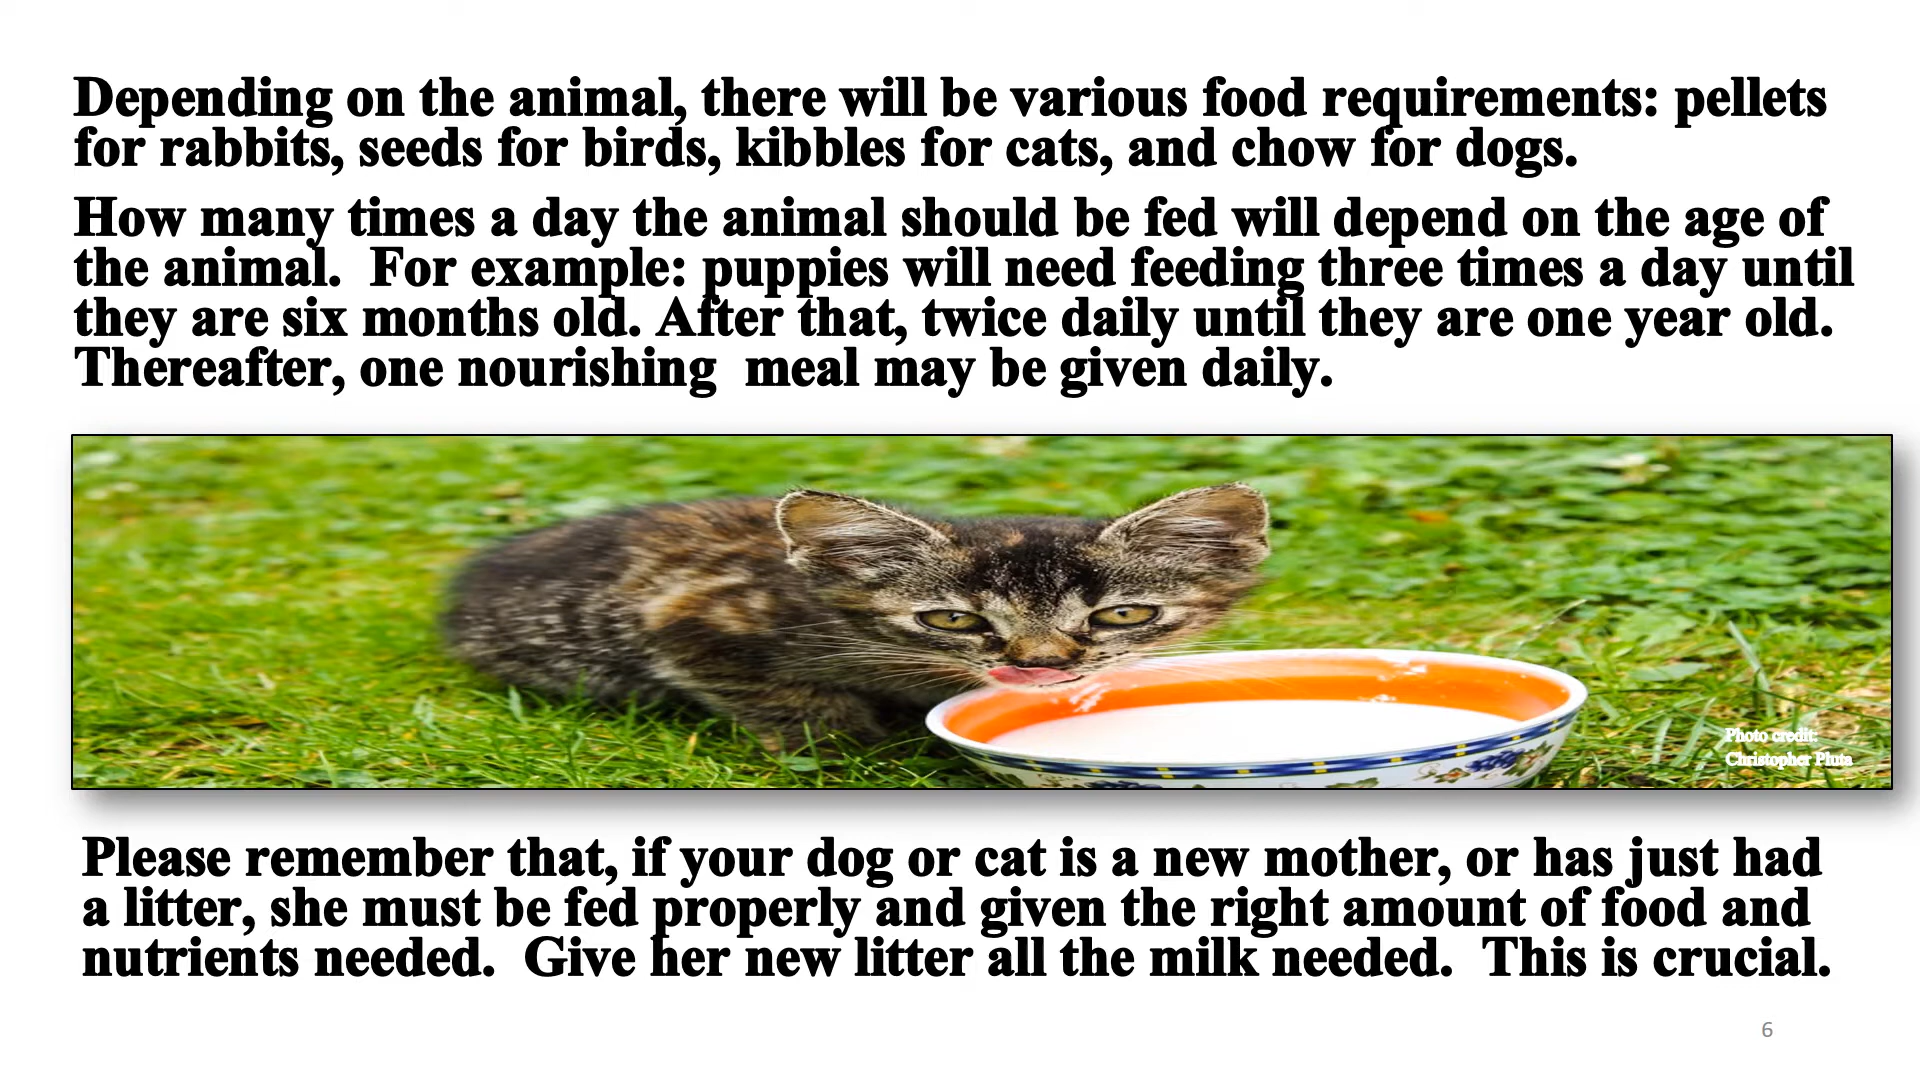 Depending on the animal, there will be various food requirements: pellets
for rabbits, seeds for birds, kibbles for cats, and chow for dogs.
How many times a day the animal should be fed will depend on the age of
the animal.  For example: puppies will need feeding three times a day until
they are six months old. After that, twice daily until they are one year old.
Thereafter, one nourishing  meal may be given daily.
Photo credit:
Christopher Pluta
Please remember that, if your dog or cat is a new mother, or has just had
a litter, she must be fed properly and given the right amount of food and
nutrients needed.  Give her new litter all the milk needed.  This is crucial.
6